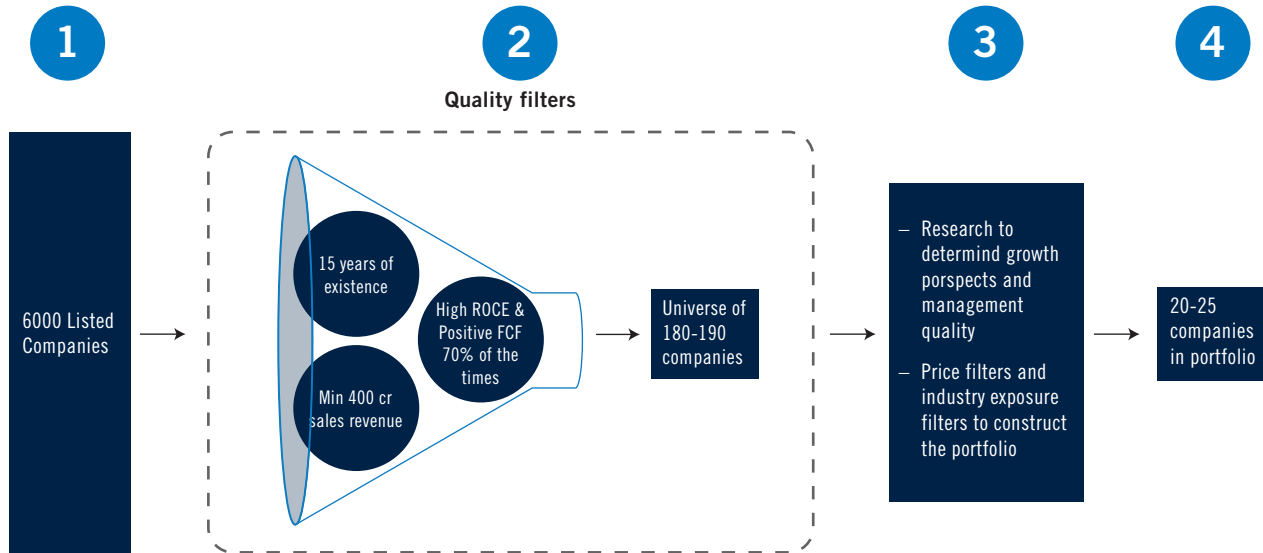 1
2
3
4
Quality filters
6000 Listed
Companies
15 years of
existence
Min 400 cr
sales revenue
High ROCE &
Positive FCF
70% of the
times
Universe of
180-190
companies
– Research to
determind growth
porspects and
management
quality
– Price filters and
industry exposure
filters to construct
the portfolio
20-25
companies
in portfolio